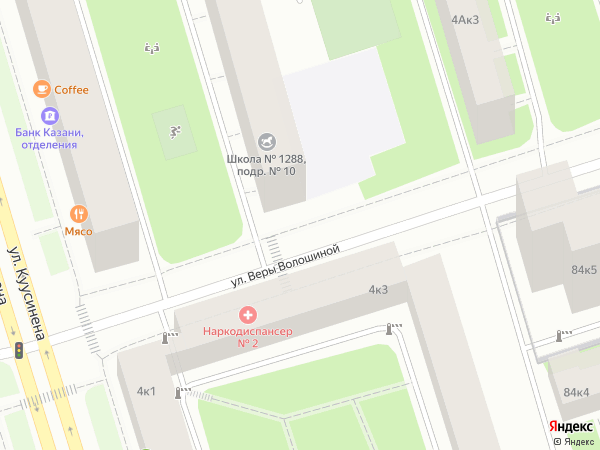 4Ак3
Coffee
Банк Казани,
отделения
Школа № 1288,
подр. № 10
Мясо
ул. Куусинена
ул. Веры Волошиной
84к5
4к3
Наркодиспансер
№ 2
4к1
84к4
Яндекс
© Яндекс